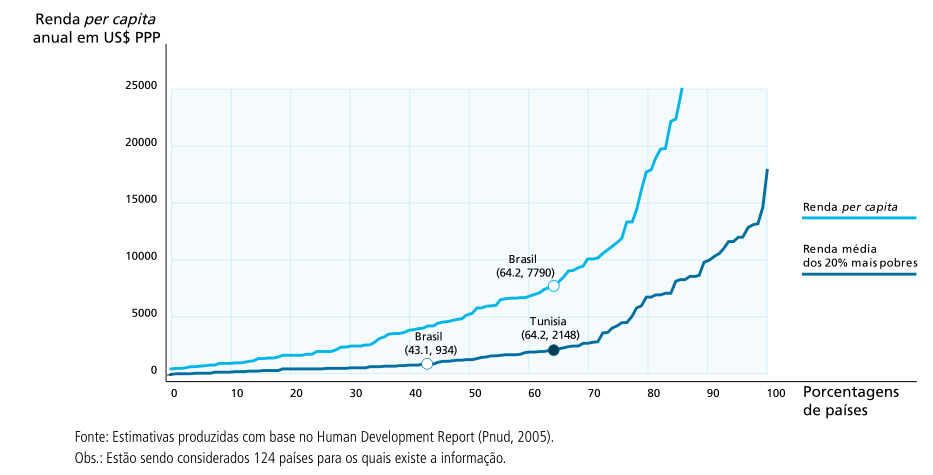 Renda per capita
anual em US$ PPP
25000
20000
15000
10000
5000
0
Brasil
(64.2, 7790)
Tunisia
(64.2, 2148)
Brasil
(43.1, 934)
Renda per capita
Renda média
dos 20% mais pobres
0 10 20 30 40 50 60 70 80 90 100
Porcentagens
de países
Fonte: Estimativas produzidas com base no Human Development Report (Pnud, 2005).
Obs.: Estão sendo considerados 124 países para os quais existe a informação.